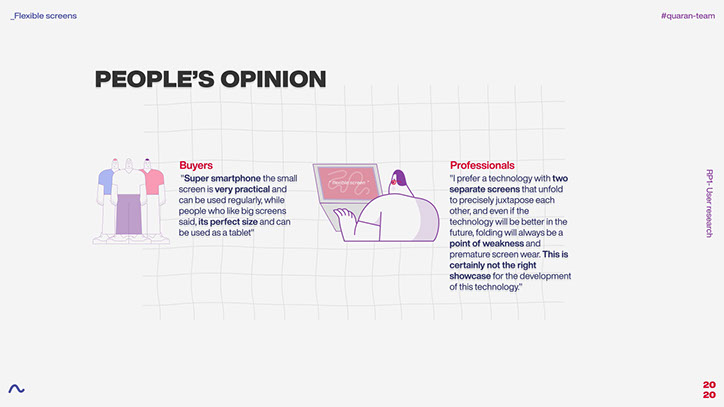 _Flexible screens
#quaran-team
PEOPLE'S OPINION
Buyers
"Super smartphone the small
screen is very practical and
can be used regularly, while
people who like big screens
said, its perfect size and can
be used as a tablet"
flexible screen
Professionals
"I prefer a technology with two
separate screens that unfold
to precisely juxtapose each
other, and even if the
technology will be better in the
future, folding will always be a
point of weakness and
premature screen wear. This is
certainly not the right
showcase for the development
of this technology."
RP1- User research
20
20